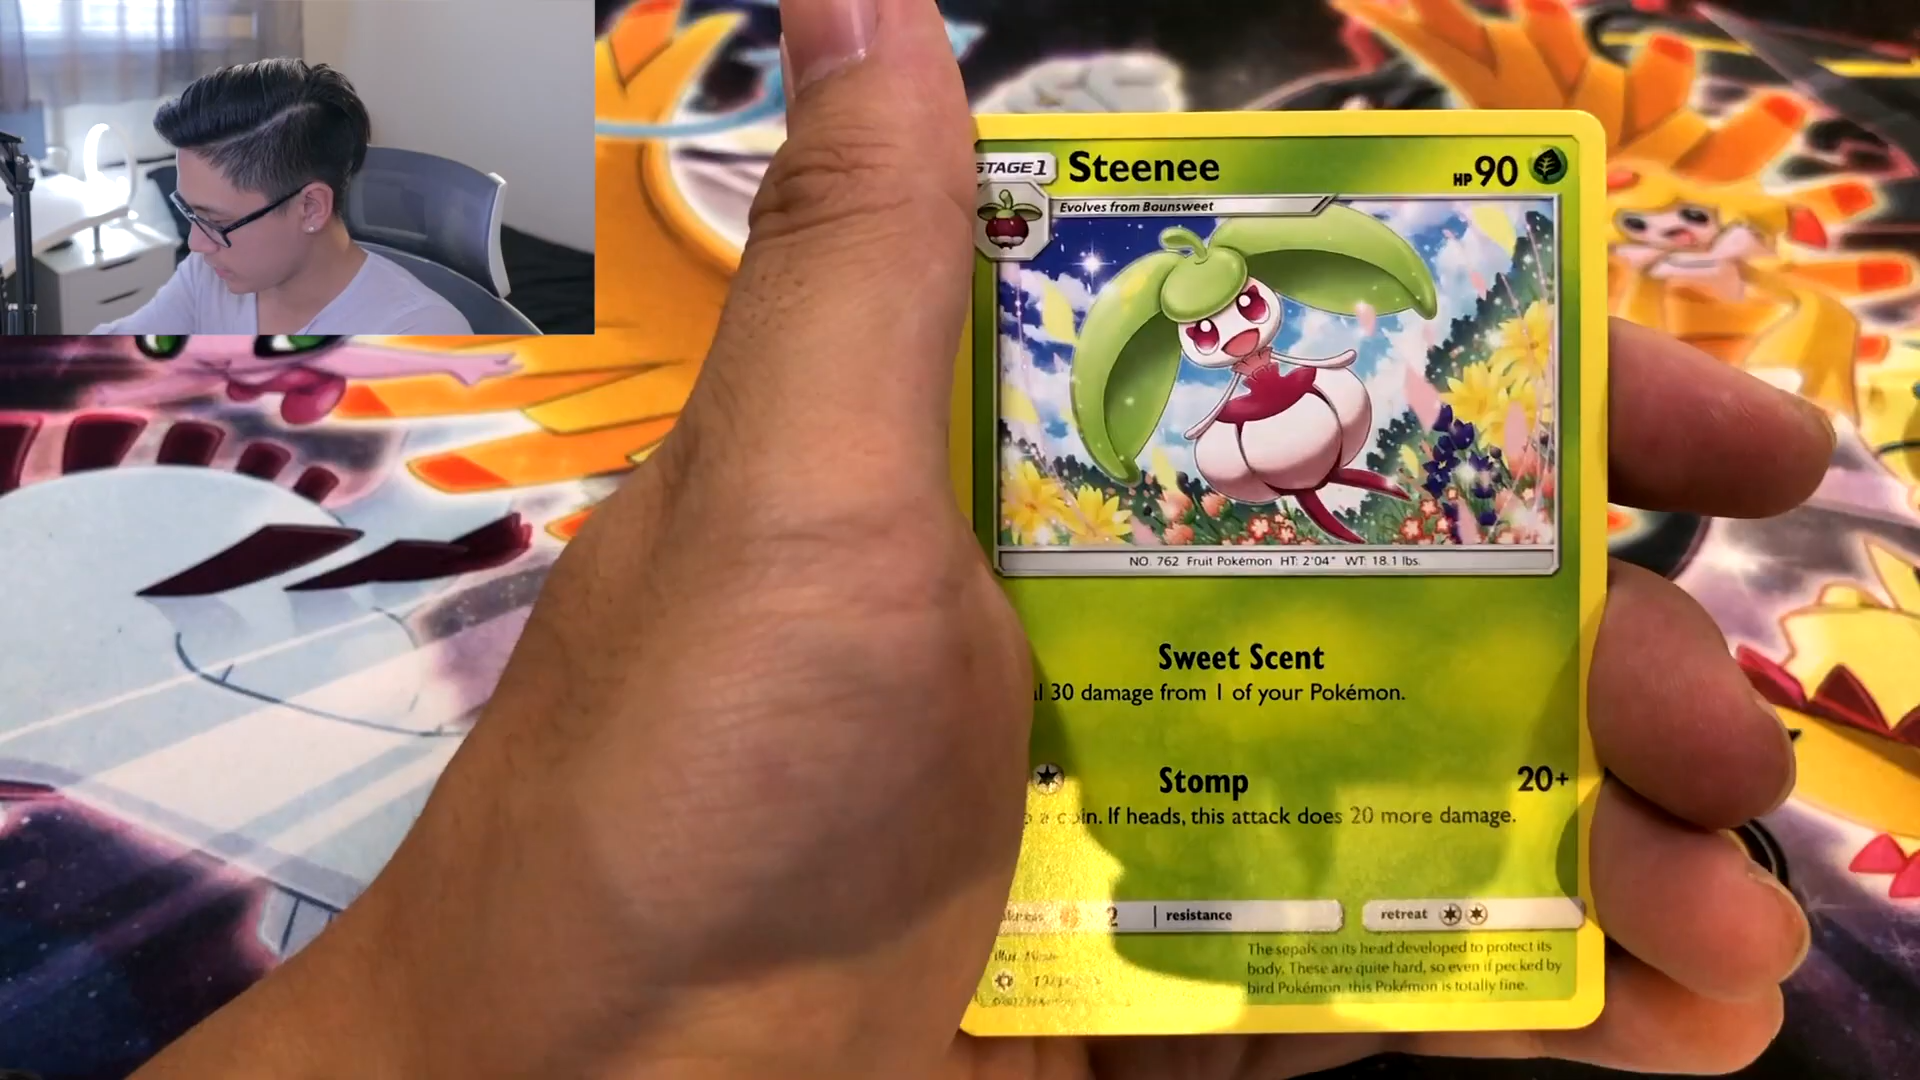 STAGE 1 Steenee HP 90
Evolves from Bounsweet
NO. 762 Fruit Pokémon HT: 2'04" WT: 18.1 lbs.
Sweet Scent
30 damage from 1 of your Pokémon.
Stomp 20+
coin. If heads, this attack does 20 more damage.
resistance retreat
The sepals on its head developed to protect its
body. These are quite hard, so even if pecked by
bird Pokémon, this Pokémon is totally fine.